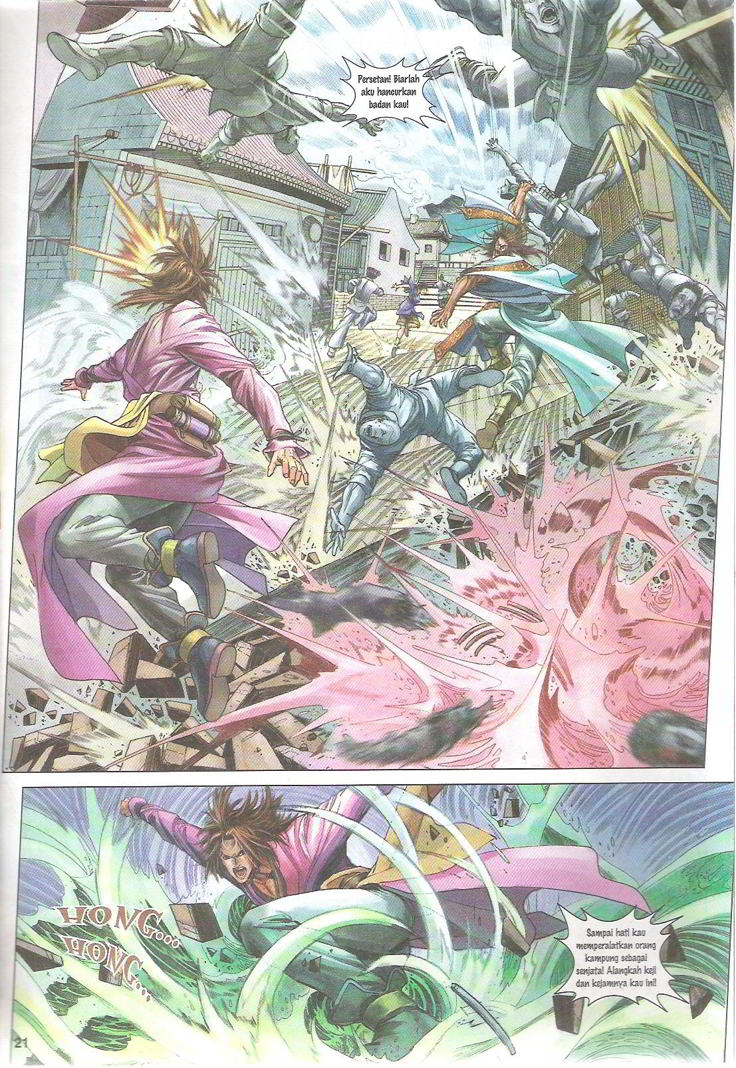 Persetan! Biarlah
aku hancurkan
badan kau!
HONG...
HONG...
Sampai hati kau
memperalatkan orang
kampung sebagai
senjata! Alangkah keji
dan kejamnya kau ini!
21